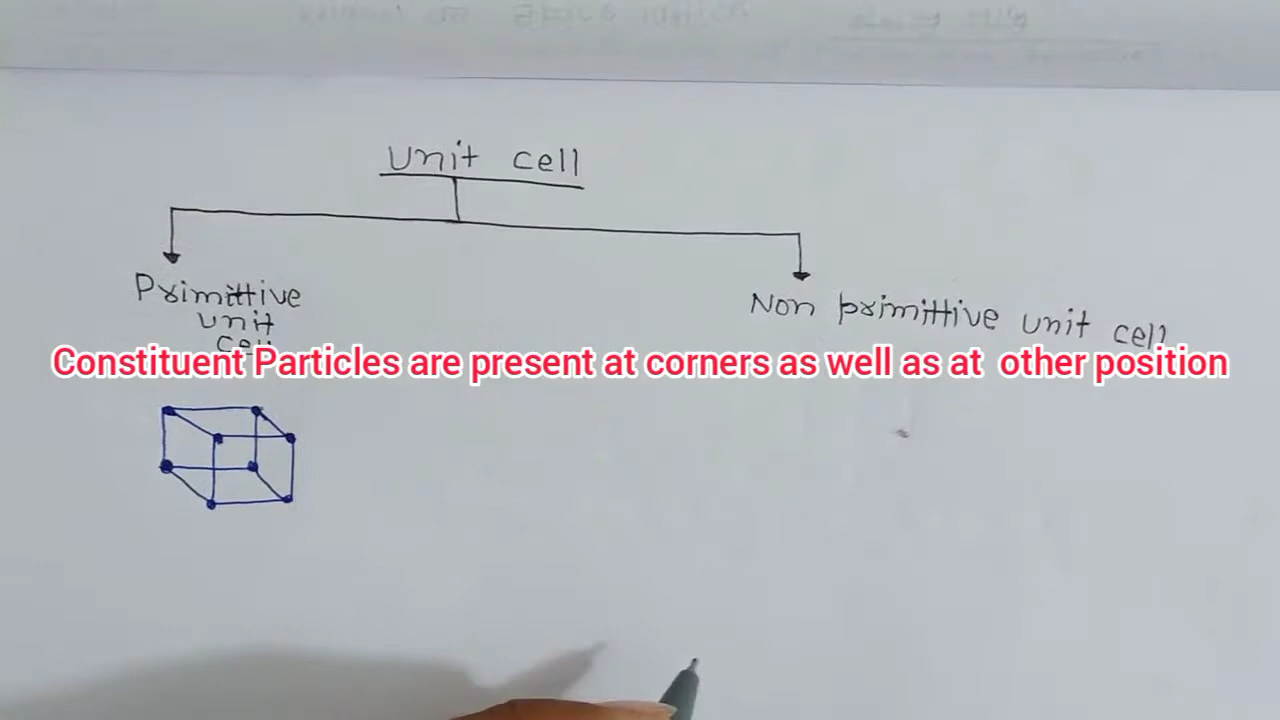 Unit cell
Primittive
unit
cell
Non primittive unit cell
Constituent Particles are present at corners as well as at other position